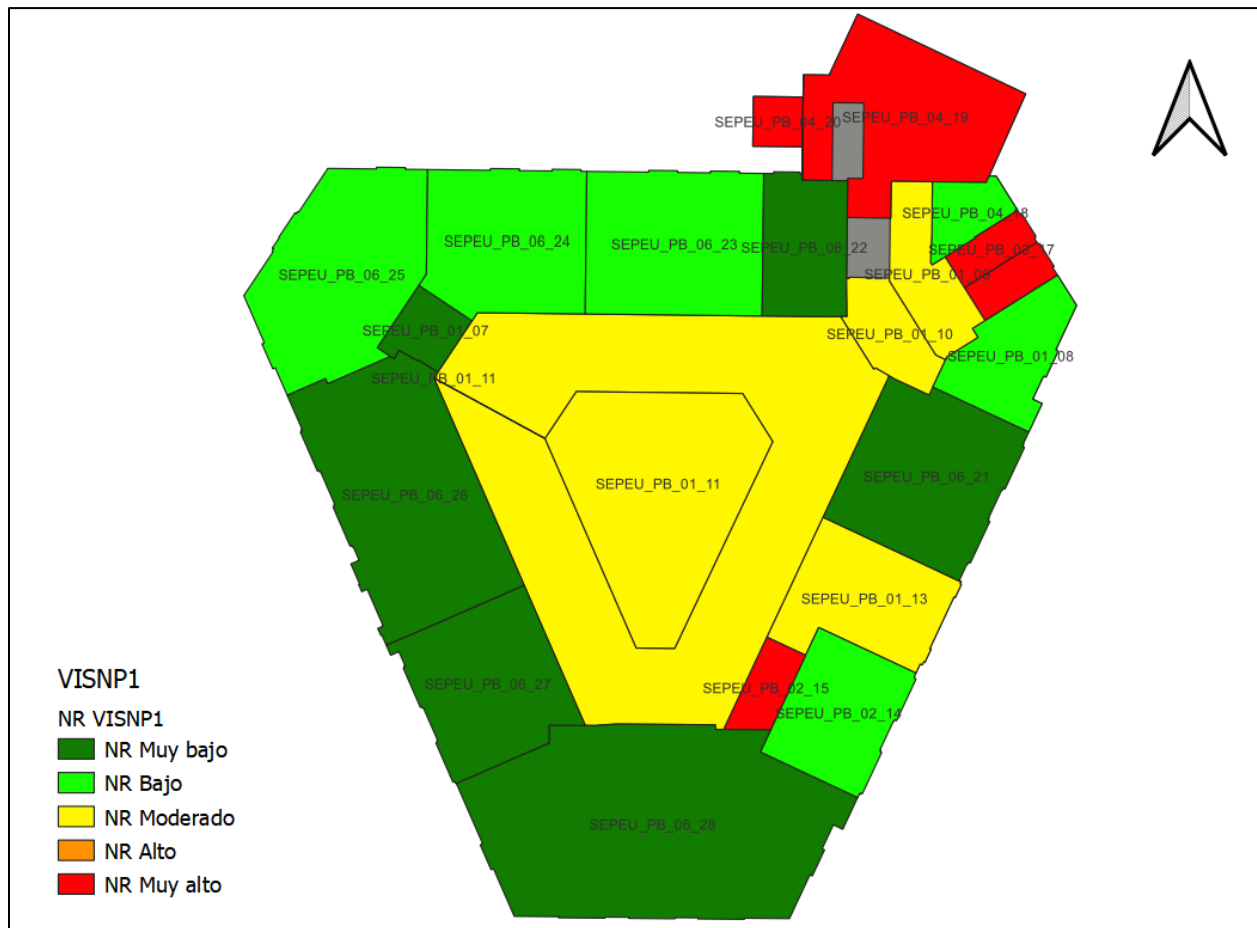 SEPEU_PB_04_20
SEPEU_PB_04_19
SEPEU_PB_04_18
SEPEU_PB_06_24
SEPEU_PB_06_23
SEPEU_PB_06_22
SEPEU_PB_03_17
SEPEU_PB_06_25
SEPEU_PB_01_09
SEPEU_PB_01_07
SEPEU_PB_01_10
SEPEU_PB_01_08
SEPEU_PB_01_11
SEPEU_PB_06_21
SEPEU_PB_01_11
SEPEU_PB_06_26
SEPEU_PB_01_13
SEPEU_PB_06_27
SEPEU_PB_02_15
SEPEU_PB_02_14
SEPEU_PB_06_28
VISNP1
NR VISNP1
NR Muy bajo
NR Bajo
NR Moderado
NR Alto
NR Muy alto